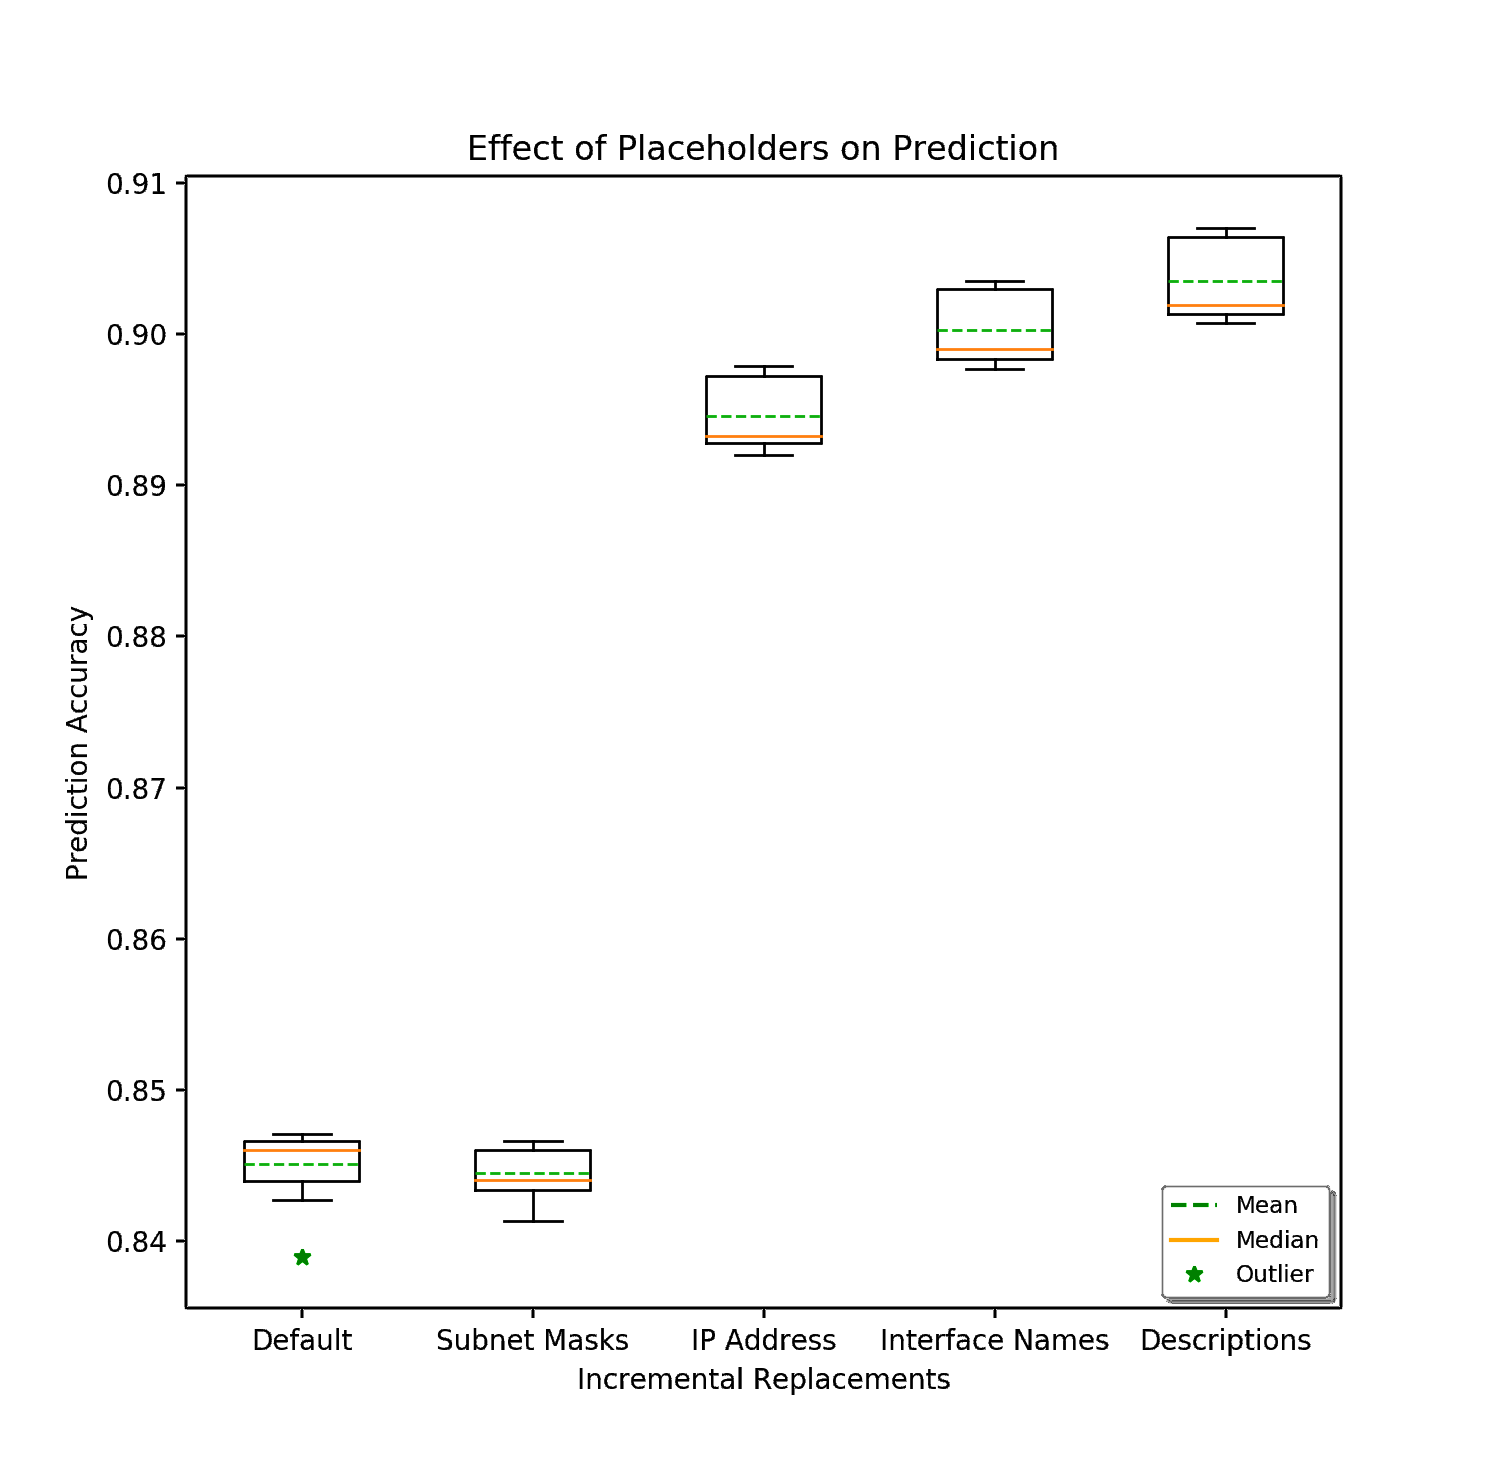 Effect of Placeholders on Prediction
0.91
0.90
0.89
0.88
0.87
0.86
0.85
0.84
Prediction Accuracy
Mean
Median
Outlier
Default
Subnet Masks
IP Address
Interface Names
Descriptions
Incremental Replacements